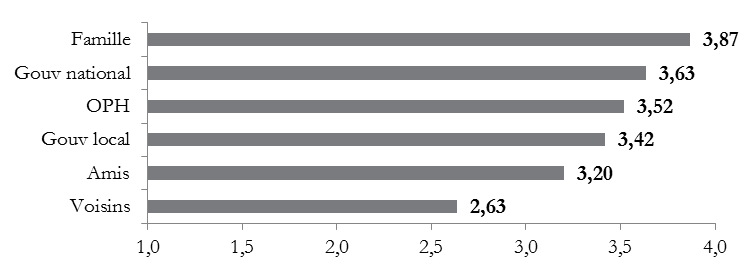 Famille 3,87
Gouv national 3,63
OPH 3,52
Gouv local 3,42
Amis 3,20
Voisins 2,63
1,0 1,5 2,0 2,5 3,0 3,5 4,0